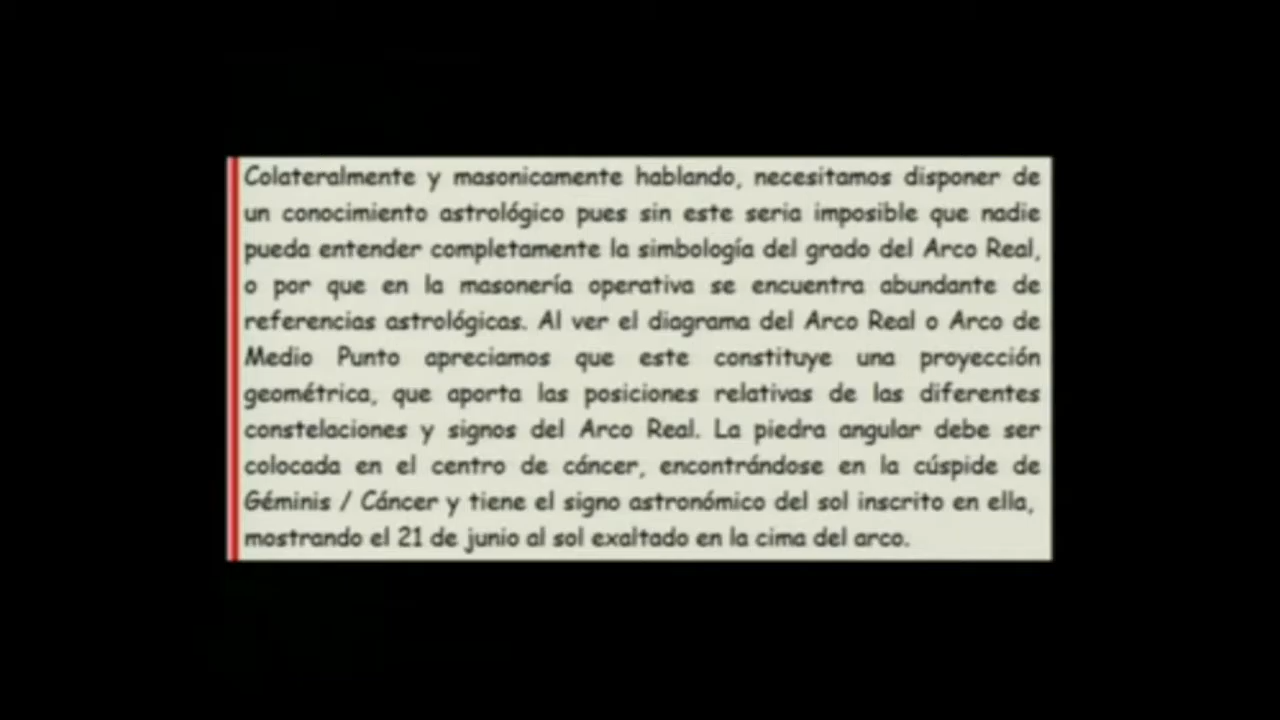 Colateralmente y masonicamente hablando, necesitamos disponer de
un conocimiento astrológico pues sin este seria imposible que nadie
pueda entender completamente la simbología del grado del Arco Real,
o por que en la masonería operativa se encuentra abundante de
referencias astrológicas. Al ver el diagrama del Arco Real o Arco de
Medio Punto apreciamos que este constituye una proyección
geométrica, que aporta las posiciones relativas de las diferentes
constelaciones y signos del Arco Real. La piedra angular debe ser
colocada en el centro de cáncer, encontrándose en la cúspide de
Géminis / Cáncer y tiene el signo astronómico del sol inscrito en ella,
mostrando el 21 de junio al sol exaltado en la cima del arco.